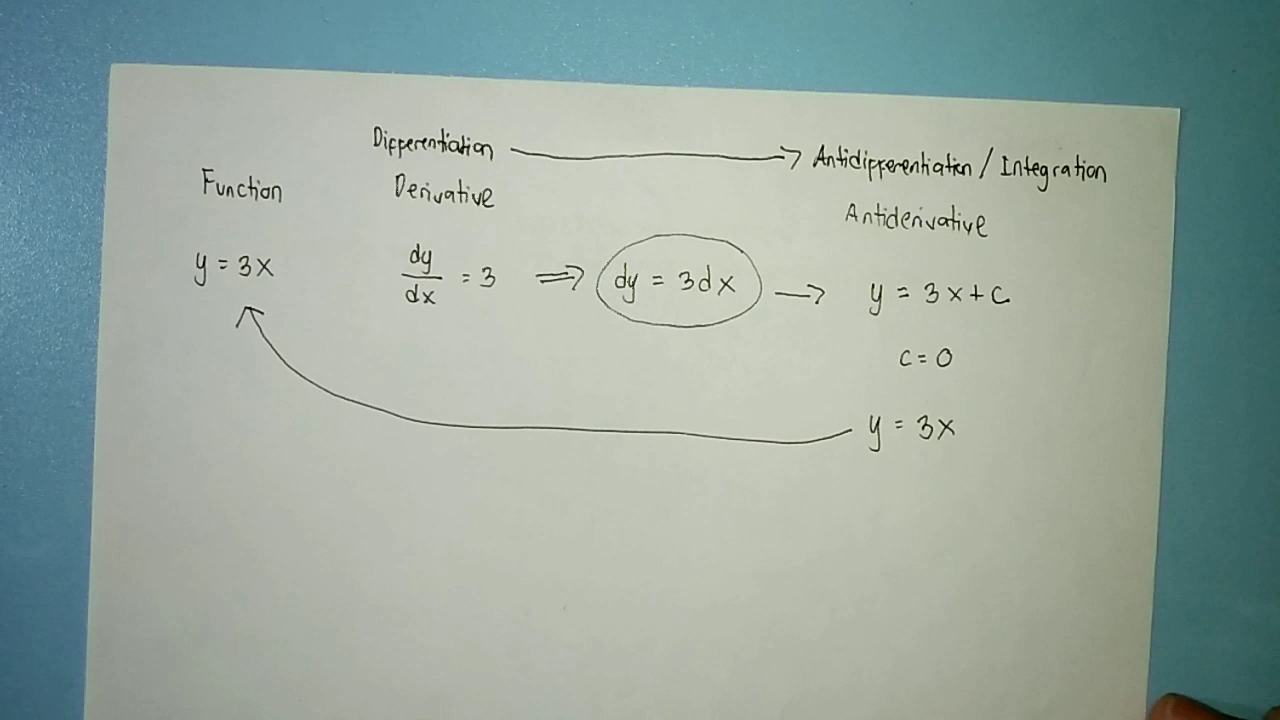 Differentiation → Antidifferentiation / Integration
Function Derivative Antiderivative
y = 3x dy/dx = 3 ⇒ dy = 3dx → y = 3x + c
c = 0
y = 3x